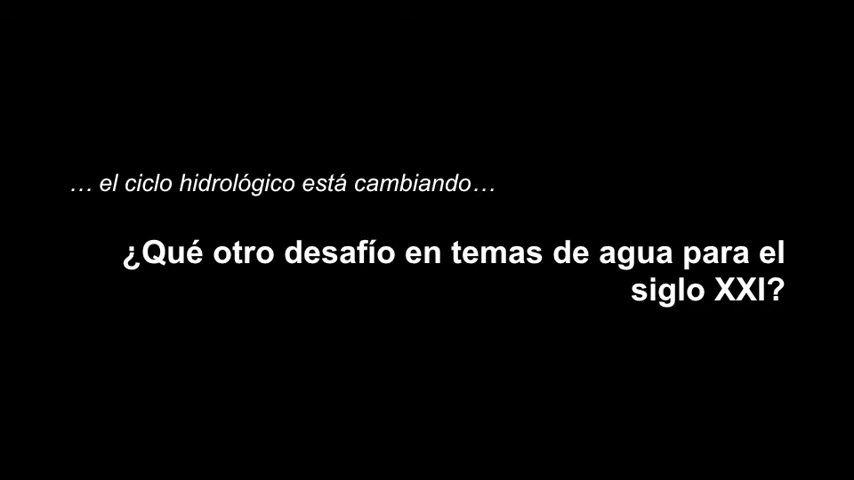 … el ciclo hidrológico está cambiando…
¿Qué otro desafío en temas de agua para el
siglo XXI?